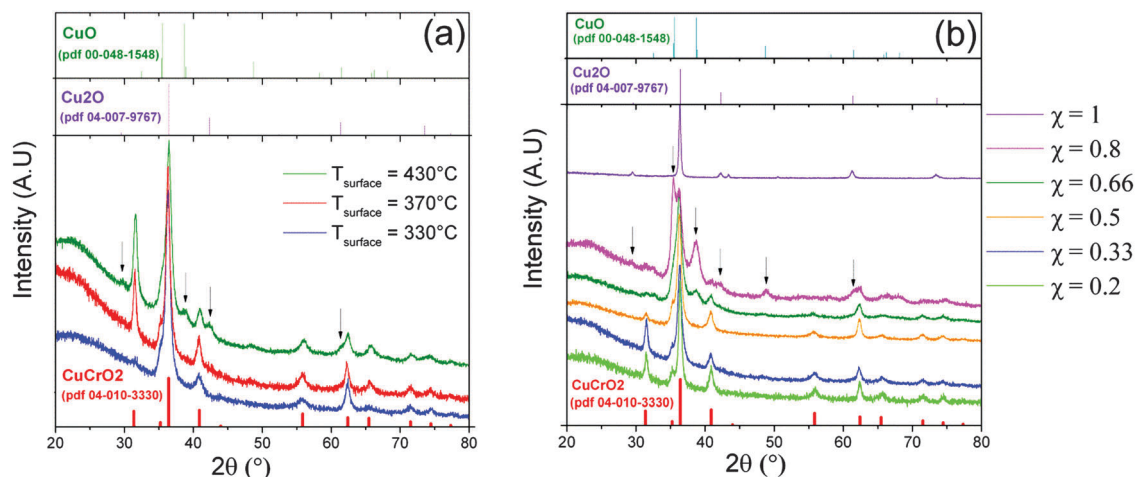 (a)
CuO
(pdf 00-048-1548)
Cu2O
(pdf 04-007-9767)
T surface = 430°C
T surface = 370°C
T surface = 330°C
CuCrO2
(pdf 04-010-3330)
Intensity (A.U)
20 30 40 50 60 70 80
2θ (°)
(b)
CuO
(pdf 00-048-1548)
Cu2O
(pdf 04-007-9767)
CuCrO2
(pdf 04-010-3330)
Intensity (A.U)
20 30 40 50 60 70 80
2θ (°)
χ = 1
χ = 0.8
χ = 0.66
χ = 0.5
χ = 0.33
χ = 0.2